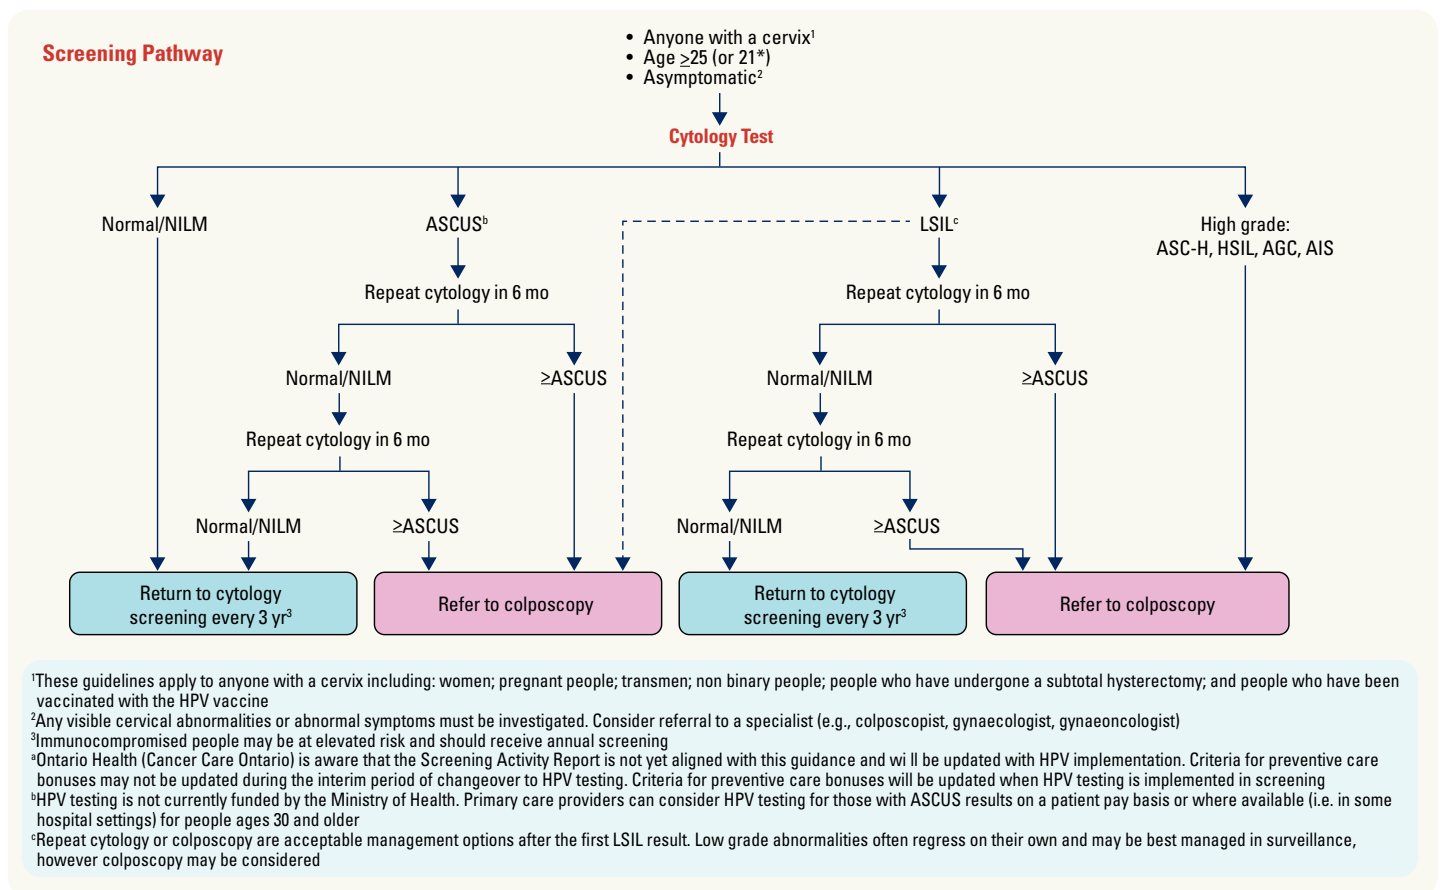 Screening Pathway
• Anyone with a cervix¹
• Age ≥25 (or 21*)
• Asymptomatic²
Cytology Test
Normal/NILM
ASCUSᵇ
LSILᶜ
High grade:
ASC-H, HSIL, AGC, AIS
Repeat cytology in 6 mo
Repeat cytology in 6 mo
Normal/NILM
≥ASCUS
Normal/NILM
≥ASCUS
Repeat cytology in 6 mo
Repeat cytology in 6 mo
Normal/NILM
≥ASCUS
Normal/NILM
≥ASCUS
Return to cytology
screening every 3 yr³
Refer to colposcopy
Return to cytology
screening every 3 yr³
Refer to colposcopy
¹These guidelines apply to anyone with a cervix including: women; pregnant people; transmen; non binary people; people who have undergone a subtotal hysterectomy; and people who have been
vaccinated with the HPV vaccine
²Any visible cervical abnormalities or abnormal symptoms must be investigated. Consider referral to a specialist (e.g., colposcopist, gynaecologist, gynaeoncologist)
³Immunocompromised people may be at elevated risk and should receive annual screening
ᵃOntario Health (Cancer Care Ontario) is aware that the Screening Activity Report is not yet aligned with this guidance and wi ll be updated with HPV implementation. Criteria for preventive care
bonuses may not be updated during the interim period of changeover to HPV testing. Criteria for preventive care bonuses will be updated when HPV testing is implemented in screening
ᵇHPV testing is not currently funded by the Ministry of Health. Primary care providers can consider HPV testing for those with ASCUS results on a patient pay basis or where available (i.e. in some
hospital settings) for people ages 30 and older
ᶜRepeat cytology or colposcopy are acceptable management options after the first LSIL result. Low grade abnormalities often regress on their own and may be best managed in surveillance,
however colposcopy may be considered